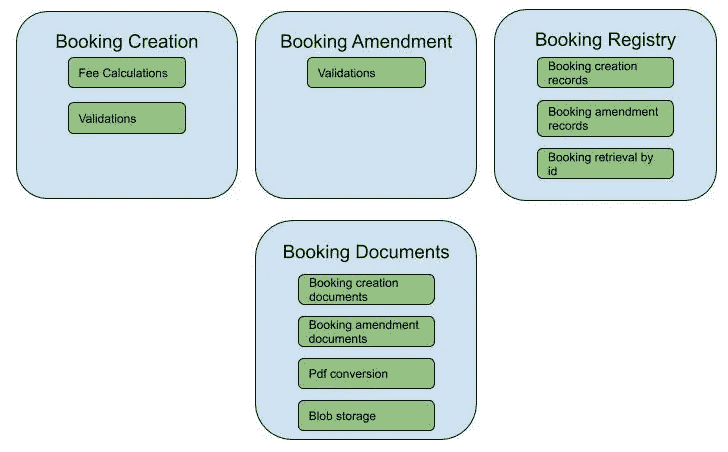 Booking Creation
Fee Calculations
Validations
Booking Amendment
Validations
Booking Registry
Booking creation
records
Booking amendment
records
Booking retrieval by
id
Booking Documents
Booking creation
documents
Booking amendment
documents
Pdf conversion
Blob storage